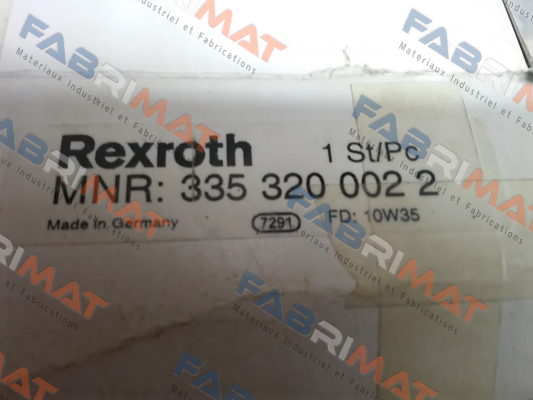 Rexroth 1 St/Pc
MNR: 335 320 002 2
Made in Germany 7291 FD: 10W35
FABRIMAT
Materiaux Industriel et Fabrications